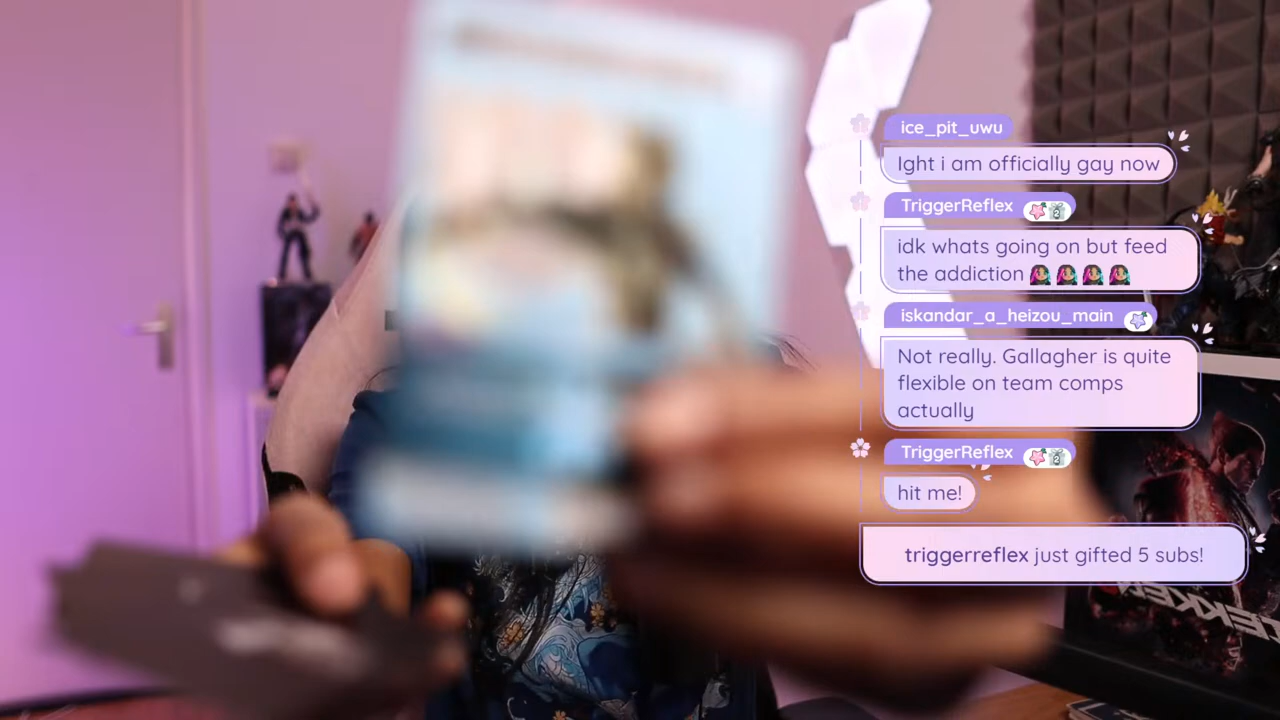 ice_pit_uwu
Ight i am officially gay now
TriggerReflex
idk whats going on but feed
the addiction
iskandar_a_heizou_main
Not really. Gallagher is quite
flexible on team comps
actually
TriggerReflex
hit me!
triggerreflex just gifted 5 subs!
TEKKEN